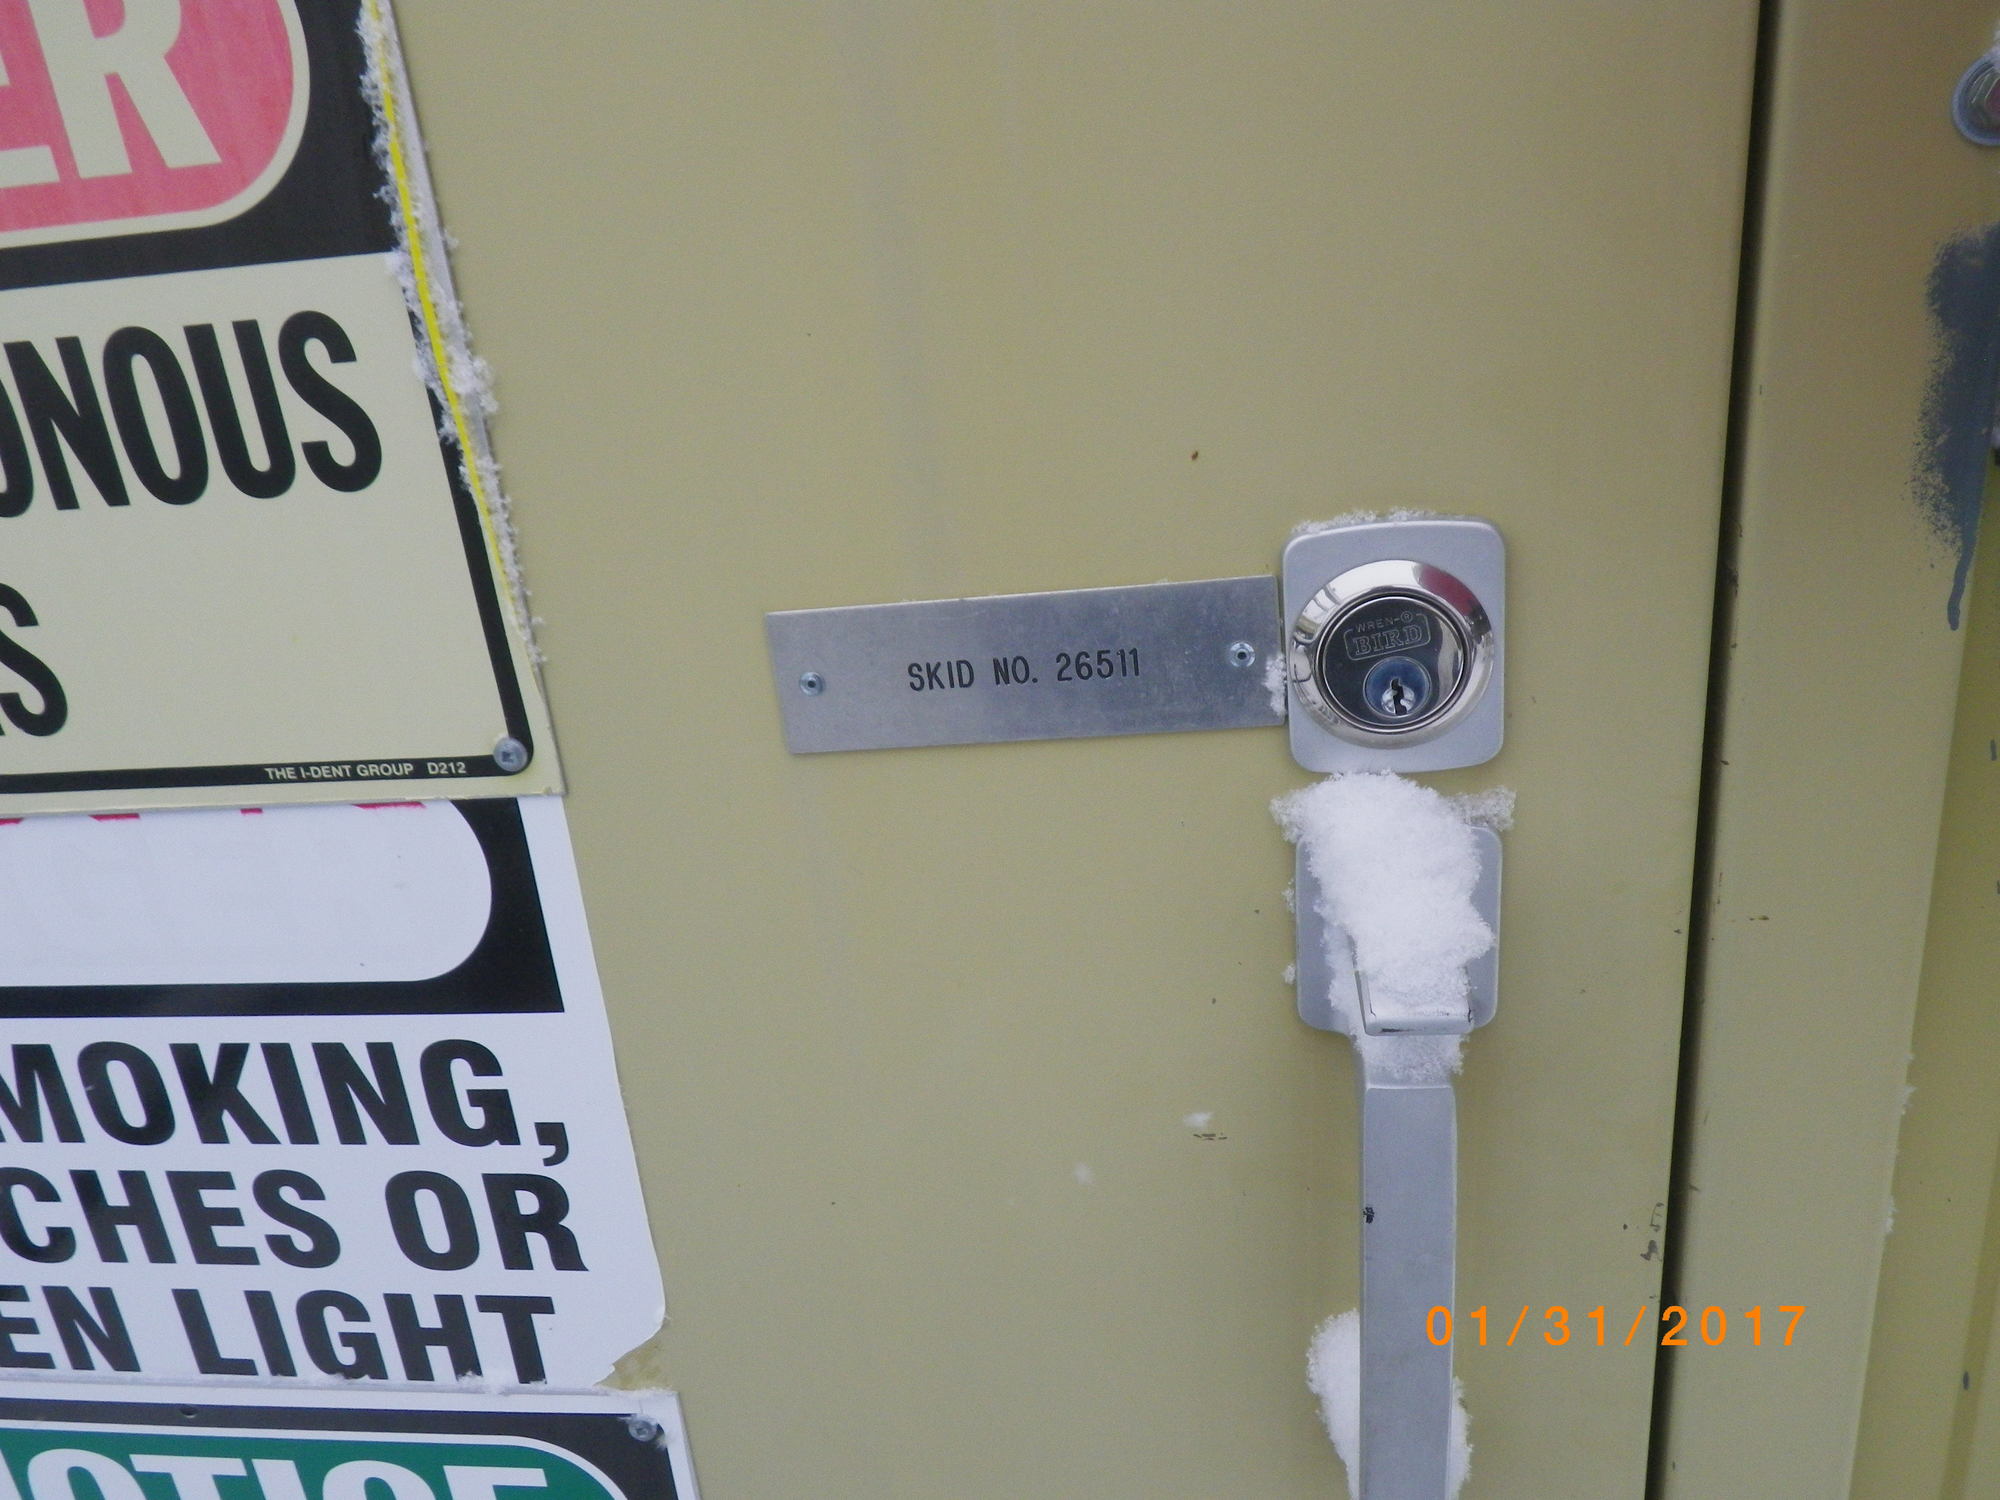 ER
ONOUS
S
THE I-DENT GROUP D212
MOKING,
CHES OR
EN LIGHT
OTICE
SKID NO. 26511
WREN-®
BIRD
01/31/2017